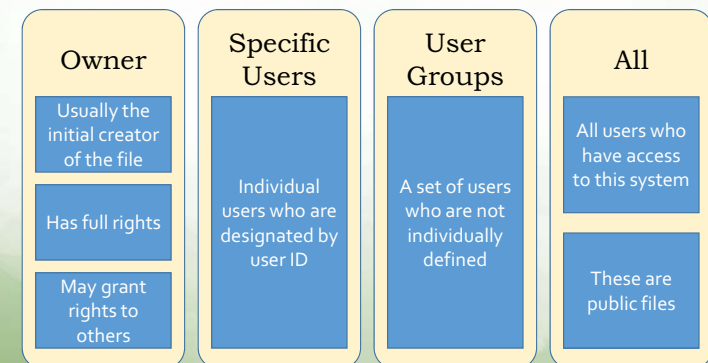 Owner
Usually the
initial creator
of the file
Has full rights
May grant
rights to
others
Specific
Users
Individual
users who are
designated by
user ID
User
Groups
A set of users
who are not
individually
defined
All
All users who
have access
to this system
These are
public files